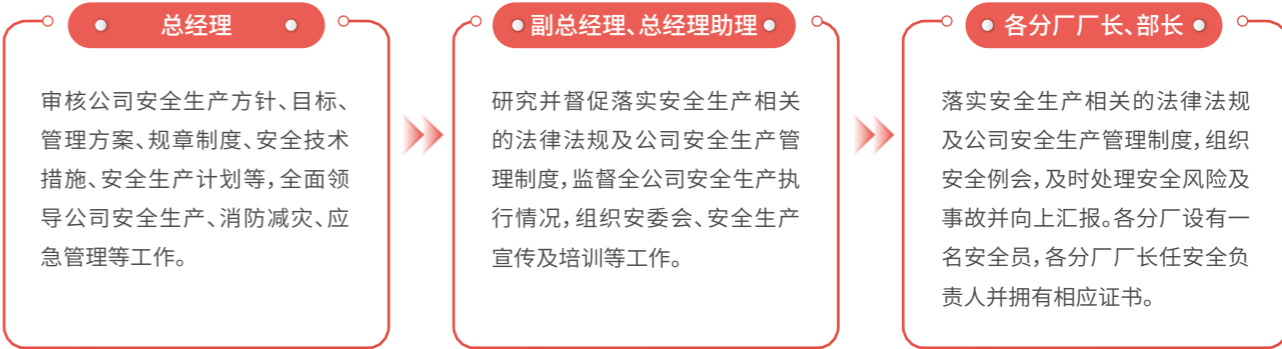 总经理
审核公司安全生产方针、目标、
管理方案、规章制度、安全技术
措施、安全生产计划等,全面领
导公司安全生产、消防减灾、应
急管理等工作。
副总经理、总经理助理
研究并督促落实安全生产相关
的法律法规及公司安全生产管
理制度,监督全公司安全生产执
行情况,组织安委会、安全生产
宣传及培训等工作。
各分厂厂长、部长
落实安全生产相关的法律法规
及公司安全生产管理制度,组织
安全例会,及时处理安全风险及
事故并向上汇报。各分厂设有一
名安全员,各分厂厂长任安全负
责人并拥有相应证书。